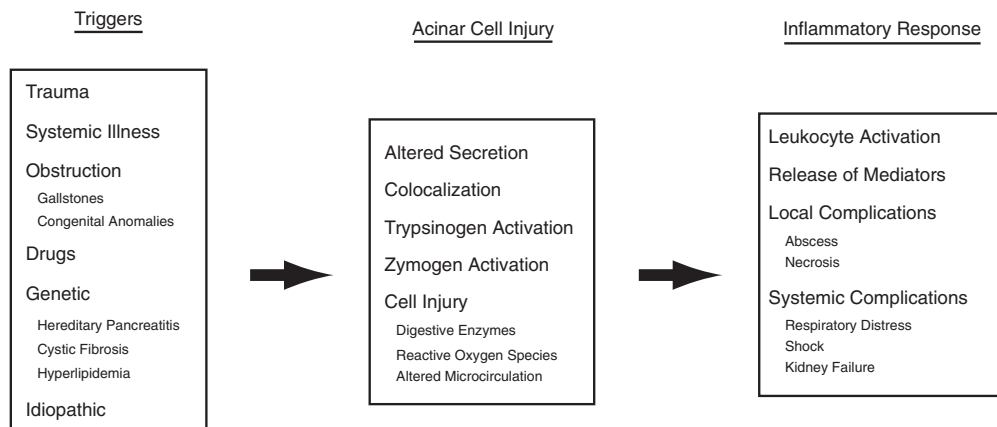 Triggers
Trauma
Systemic Illness
Obstruction
Gallstones
Congenital Anomalies
Drugs
Genetic
Hereditary Pancreatitis
Cystic Fibrosis
Hyperlipidemia
Idiopathic
Acinar Cell Injury
Altered Secretion
Colocalization
Trypsinogen Activation
Zymogen Activation
Cell Injury
Digestive Enzymes
Reactive Oxygen Species
Altered Microcirculation
Inflammatory Response
Leukocyte Activation
Release of Mediators
Local Complications
Abscess
Necrosis
Systemic Complications
Respiratory Distress
Shock
Kidney Failure